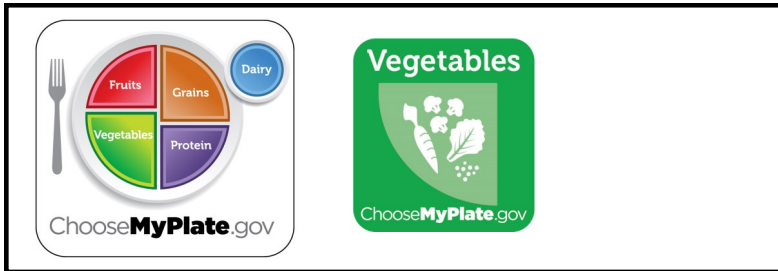 Fruits
Grains
Dairy
Vegetables
Protein
ChooseMyPlate.gov
Vegetables
ChooseMyPlate.gov